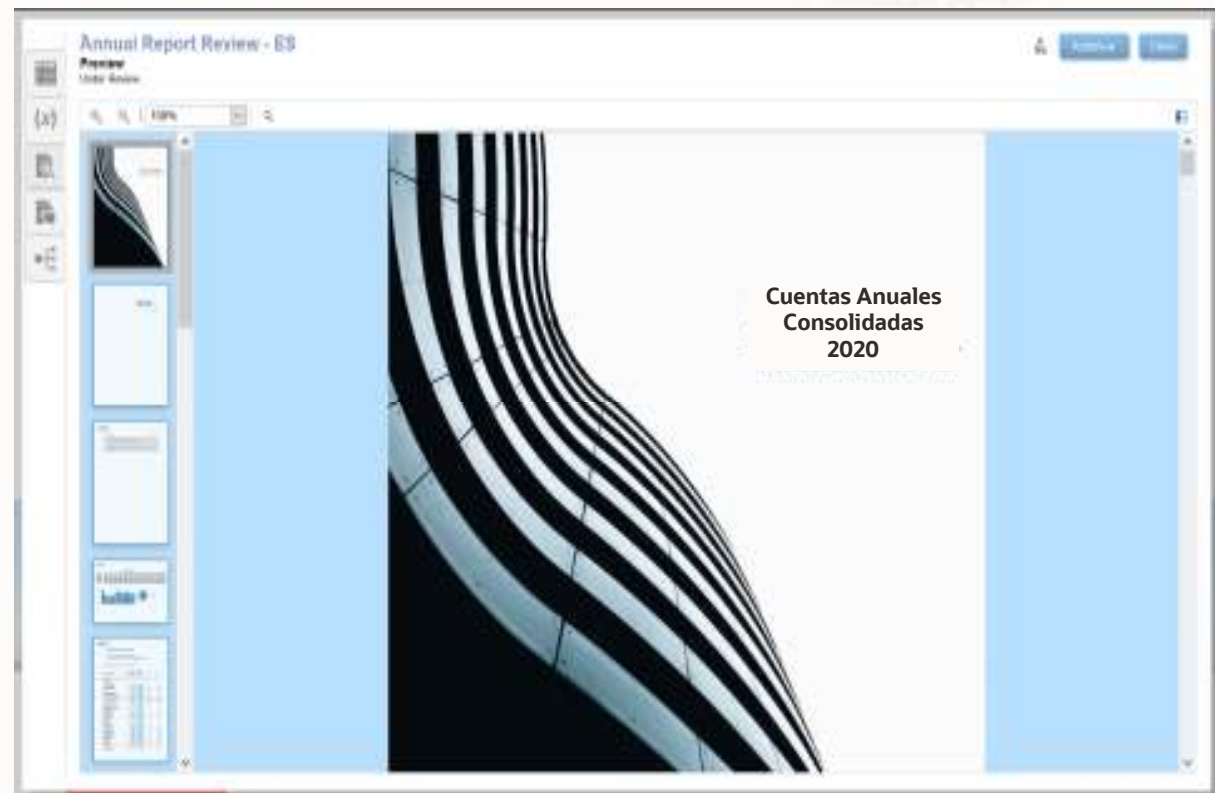 Annual Report Review - ES
Preview
Under Review
(x)
100%
Cuentas Anuales
Consolidadas
2020